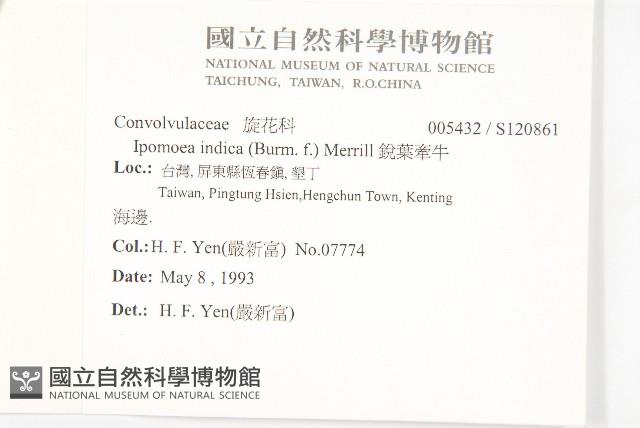 國立自然科學博物館
NATIONAL MUSEUM OF NATURAL SCIENCE
TAICHUNG, TAIWAN, R.O.CHINA
Convolvulaceae 旋花科 005432 / S120861
Ipomoea indica (Burm. f.) Merrill 銳葉牽牛
Loc.: 台灣, 屏東縣恆春鎮, 墾丁
Taiwan, Pingtung Hsien,Hengchun Town, Kenting
海邊.
Col.: H. F. Yen(嚴新富) No.07774
Date: May 8 , 1993
Det.: H. F. Yen(嚴新富)
國立自然科學博物館
NATIONAL MUSEUM OF NATURAL SCIENCE